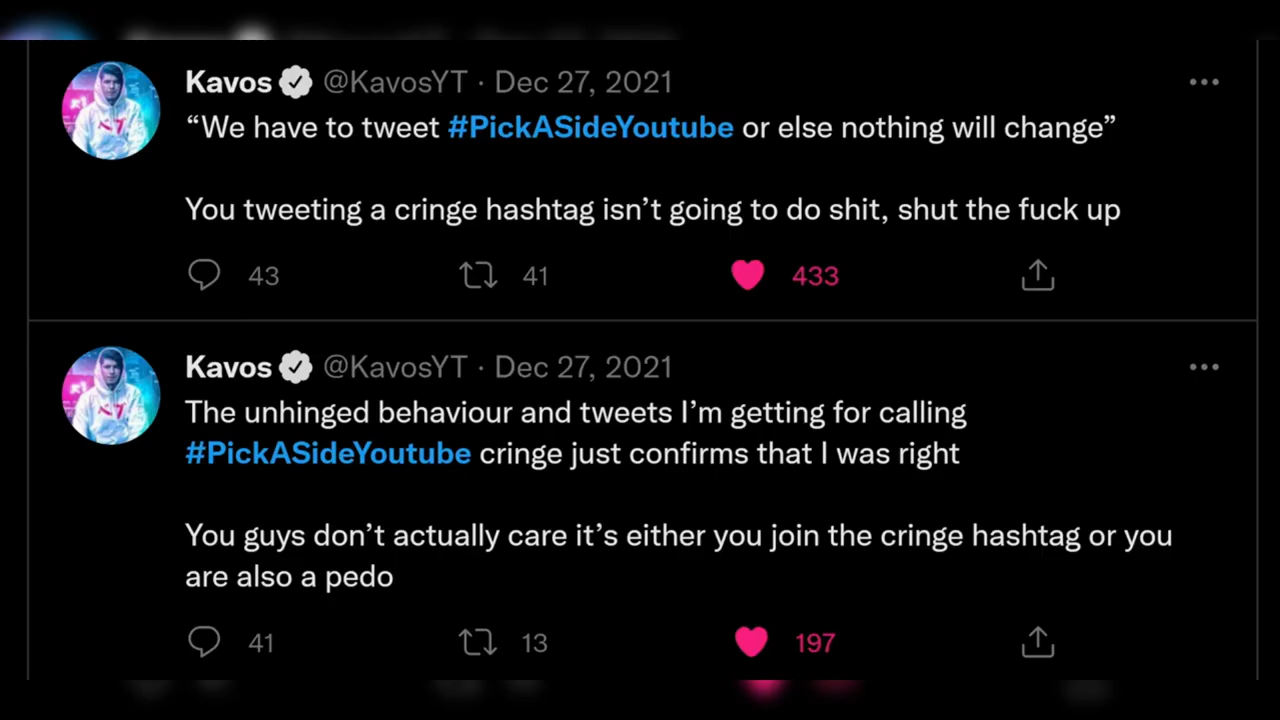 Kavos @KavosYT · Dec 27, 2021
“We have to tweet #PickASideYoutube or else nothing will change”
You tweeting a cringe hashtag isn’t going to do shit, shut the fuck up
43 41 433
Kavos @KavosYT · Dec 27, 2021
The unhinged behaviour and tweets I’m getting for calling
#PickASideYoutube cringe just confirms that I was right
You guys don’t actually care it’s either you join the cringe hashtag or you
are also a pedo
41 13 197